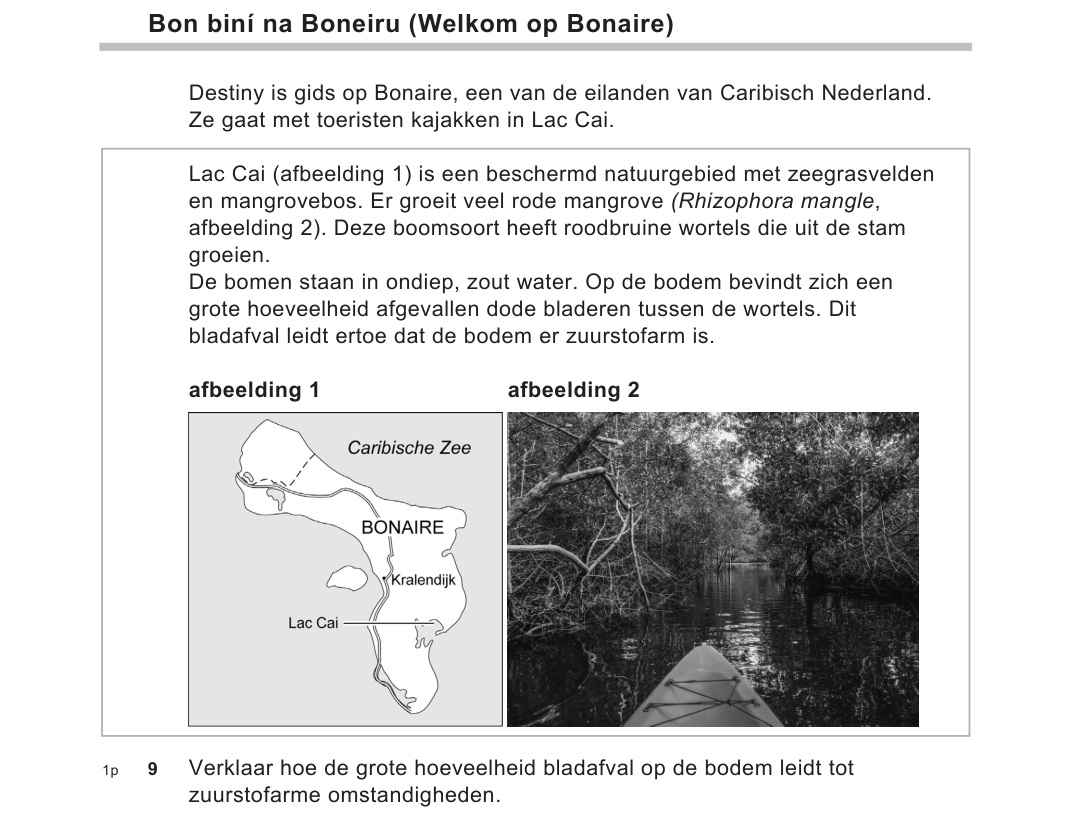 Bon biní na Boneiru (Welkom op Bonaire)
Destiny is gids op Bonaire, een van de eilanden van Caribisch Nederland.
Ze gaat met toeristen kajakken in Lac Cai.
Lac Cai (afbeelding 1) is een beschermd natuurgebied met zeegrasvelden
en mangrovebos. Er groeit veel rode mangrove (Rhizophora mangle,
afbeelding 2). Deze boomsoort heeft roodbruine wortels die uit de stam
groeien.
De bomen staan in ondiep, zout water. Op de bodem bevindt zich een
grote hoeveelheid afgevallen dode bladeren tussen de wortels. Dit
bladafval leidt ertoe dat de bodem er zuurstofarm is.
afbeelding 1
afbeelding 2
Caribische Zee
BONAIRE
Kralendijk
Lac Cai
1p 9 Verklaar hoe de grote hoeveelheid bladafval op de bodem leidt tot
zuurstofarme omstandigheden.